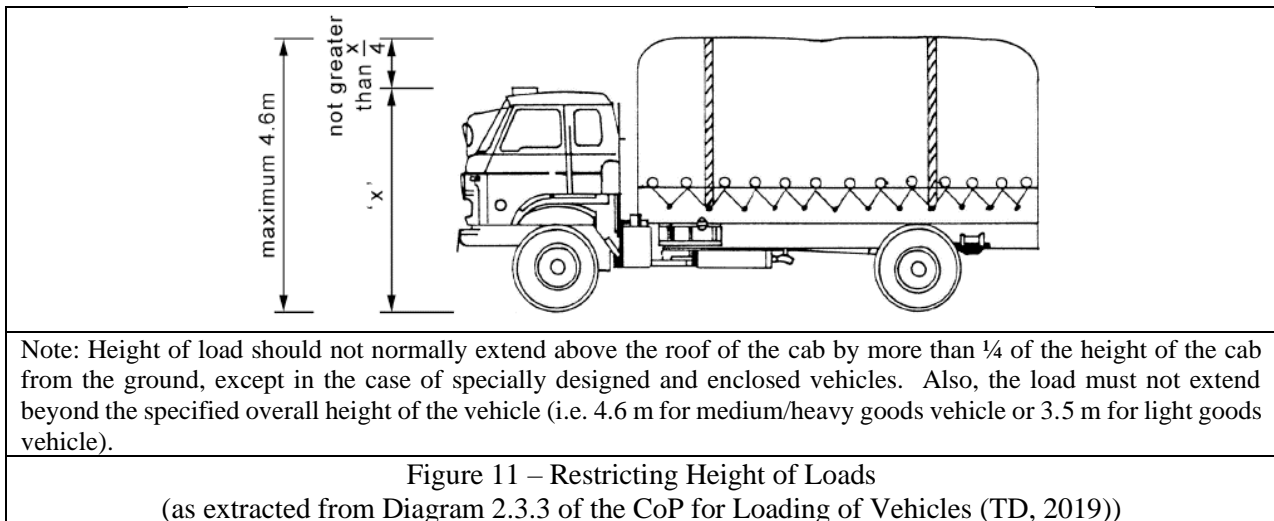 maximum 4.6m
not greater
than x/4
'x'
Note: Height of load should not normally extend above the roof of the cab by more than ¼ of the height of the cab
from the ground, except in the case of specially designed and enclosed vehicles. Also, the load must not extend
beyond the specified overall height of the vehicle (i.e. 4.6 m for medium/heavy goods vehicle or 3.5 m for light goods
vehicle).
Figure 11 – Restricting Height of Loads
(as extracted from Diagram 2.3.3 of the CoP for Loading of Vehicles (TD, 2019))